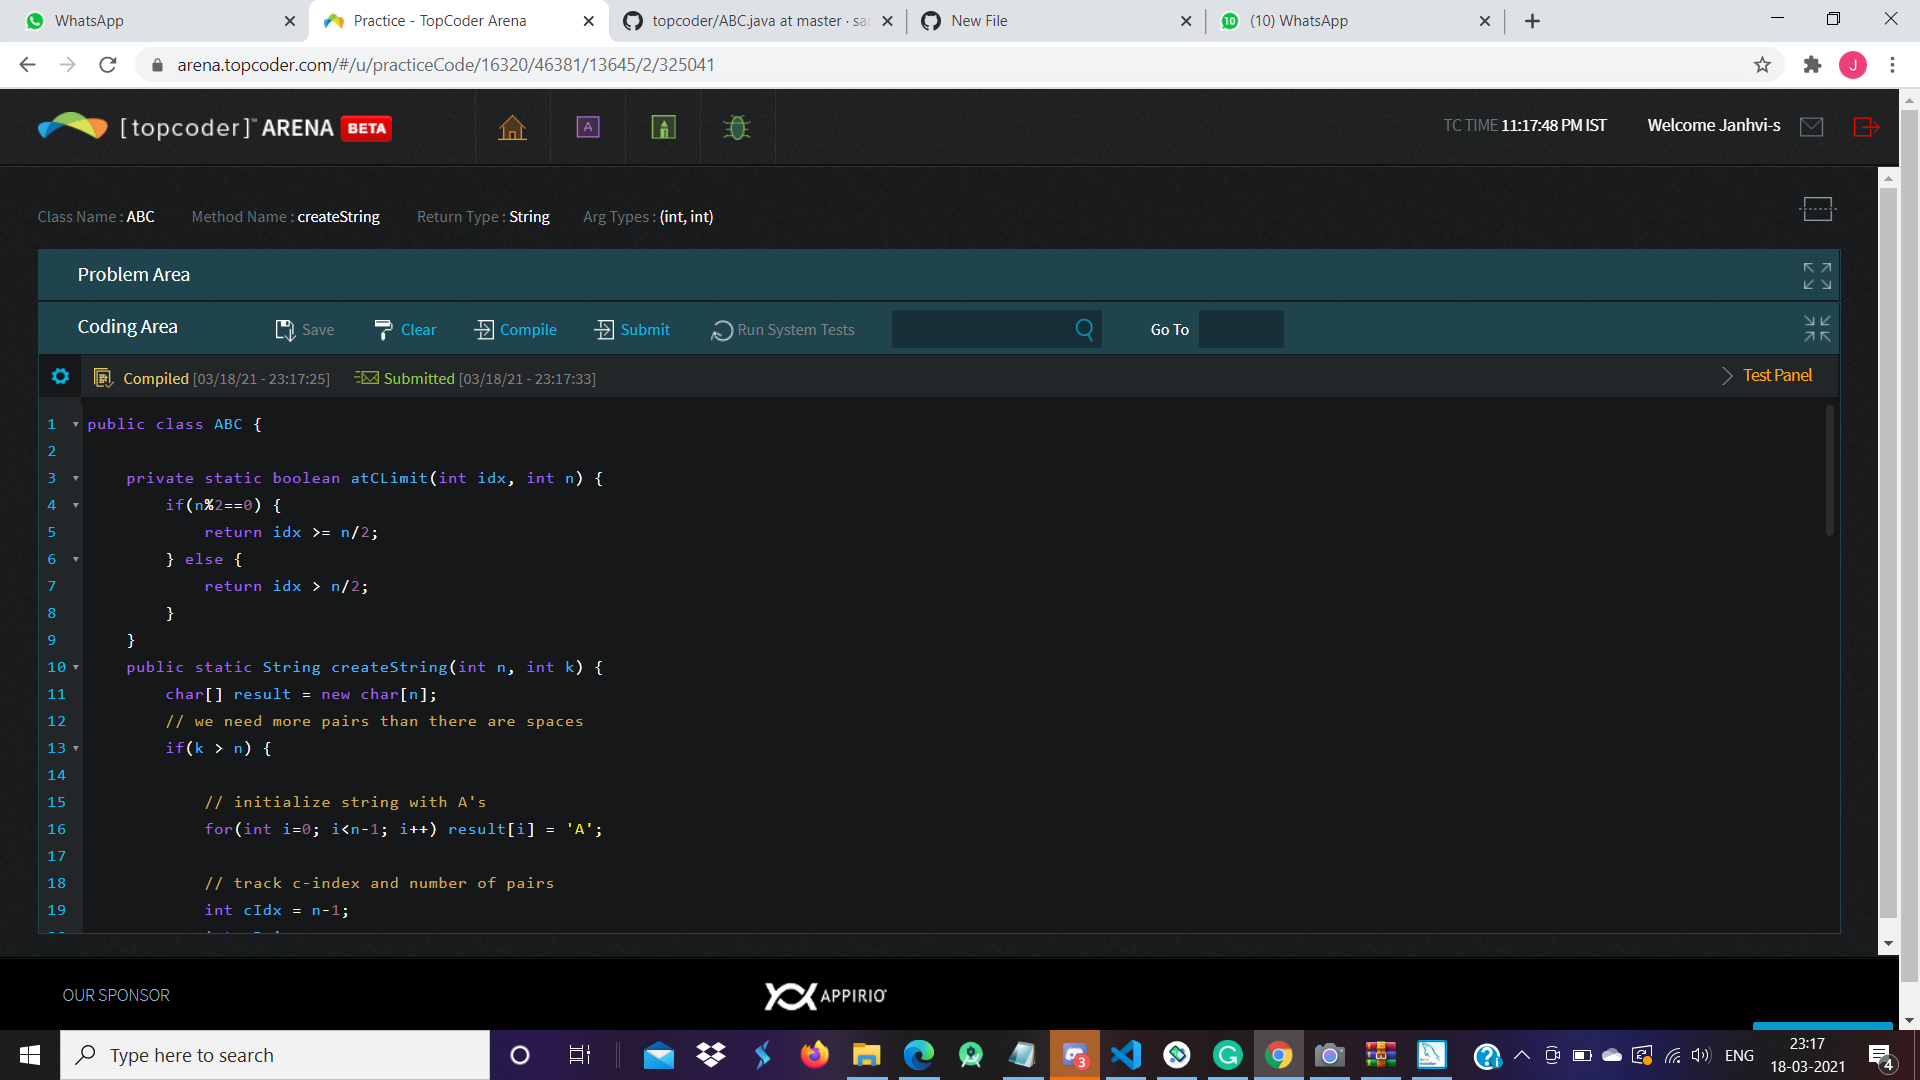 WhatsApp
Practice - TopCoder Arena
topcoder/ABC.java at master · sar
New File
10
(10) WhatsApp
arena.topcoder.com/#/u/practiceCode/16320/46381/13645/2/325041
J
[topcoder]™ ARENA BETA
A
TC TIME 11:17:48 PM IST
Welcome Janhvi-s
Class Name : ABC
Method Name : createString
Return Type : String
Arg Types : (int, int)
Problem Area
Coding Area
Save
Clear
Compile
Submit
Run System Tests
Go To
Compiled [03/18/21 - 23:17:25]
Submitted [03/18/21 - 23:17:33]
Test Panel
1 public class ABC {
2
3 private static boolean atCLimit(int idx, int n) {
4 if(n%2==0) {
5 return idx >= n/2;
6 } else {
7 return idx > n/2;
8 }
9 }
10 public static String createString(int n, int k) {
11 char[] result = new char[n];
12 // we need more pairs than there are spaces
13 if(k > n) {
14
15 // initialize string with A's
16 for(int i=0; i<n-1; i++) result[i] = 'A';
17
18 // track c-index and number of pairs
19 int cIdx = n-1;
OUR SPONSOR
APPIRIO
Type here to search
3
ENG
23:17
18-03-2021
4